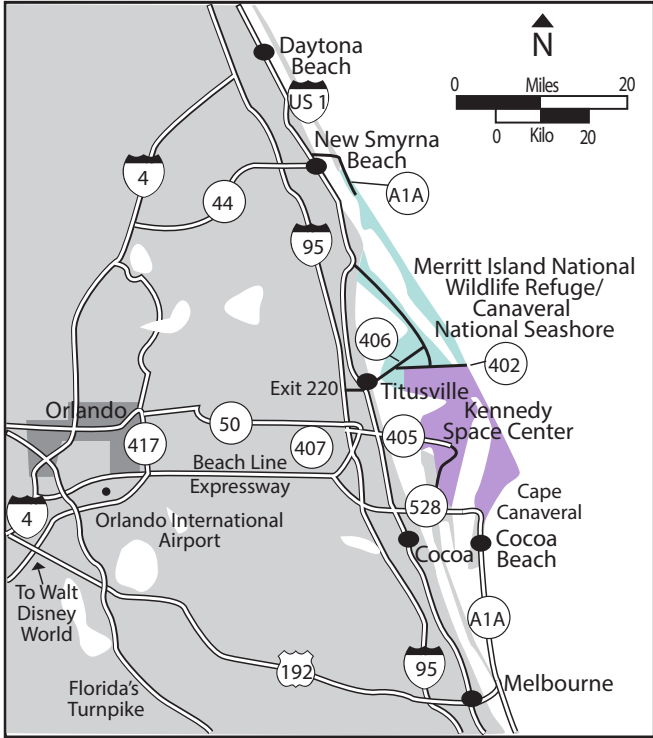 N
0 Miles 20
0 Kilo 20
Daytona
Beach
US 1
New Smyrna
Beach
4
44
A1A
95
Merritt Island National
Wildlife Refuge/
Canaveral
National Seashore
406
402
Exit 220
Titusville
Orlando
50
Kennedy
Space Center
417
407
405
Beach Line
Expressway
528
Cape
Canaveral
4
Orlando International
Airport
Cocoa
Cocoa
Beach
To Walt
Disney
World
A1A
192
95
Melbourne
Florida's
Turnpike